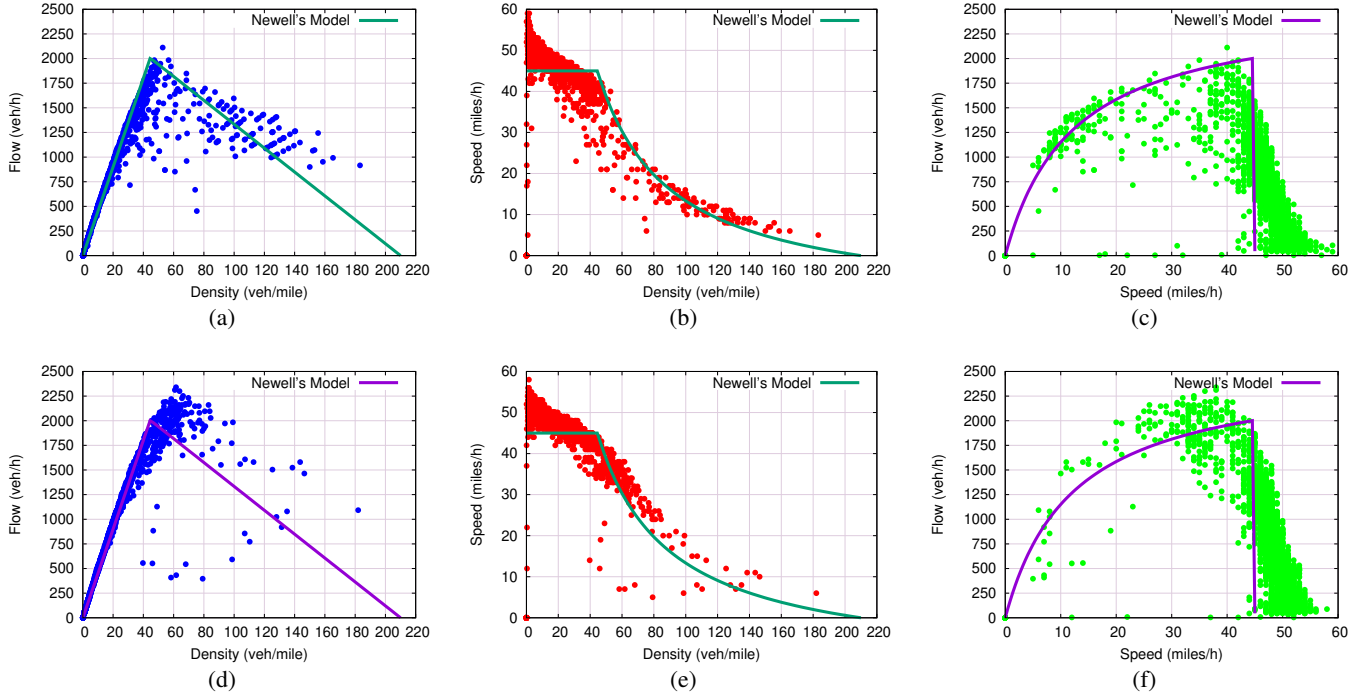 2500
2250
2000
1750
1500
1250
1000
750
500
250
0
Flow (veh/h)
Newell's Model
0 20 40 60 80 100 120 140 160 180 200 220
Density (veh/mile)
(a)
60
50
40
30
20
10
0
Speed (miles/h)
Newell's Model
0 20 40 60 80 100 120 140 160 180 200 220
Density (veh/mile)
(b)
2500
2250
2000
1750
1500
1250
1000
750
500
250
0
Flow (veh/h)
Newell's Model
0 10 20 30 40 50 60
Speed (miles/h)
(c)
2500
2250
2000
1750
1500
1250
1000
750
500
250
0
Flow (veh/h)
Newell's Model
0 20 40 60 80 100 120 140 160 180 200 220
Density (veh/mile)
(d)
60
50
40
30
20
10
0
Speed (miles/h)
Newell's Model
0 20 40 60 80 100 120 140 160 180 200 220
Density (veh/mile)
(e)
2500
2250
2000
1750
1500
1250
1000
750
500
250
0
Flow (veh/h)
Newell's Model
0 10 20 30 40 50 60
Speed (miles/h)
(f)